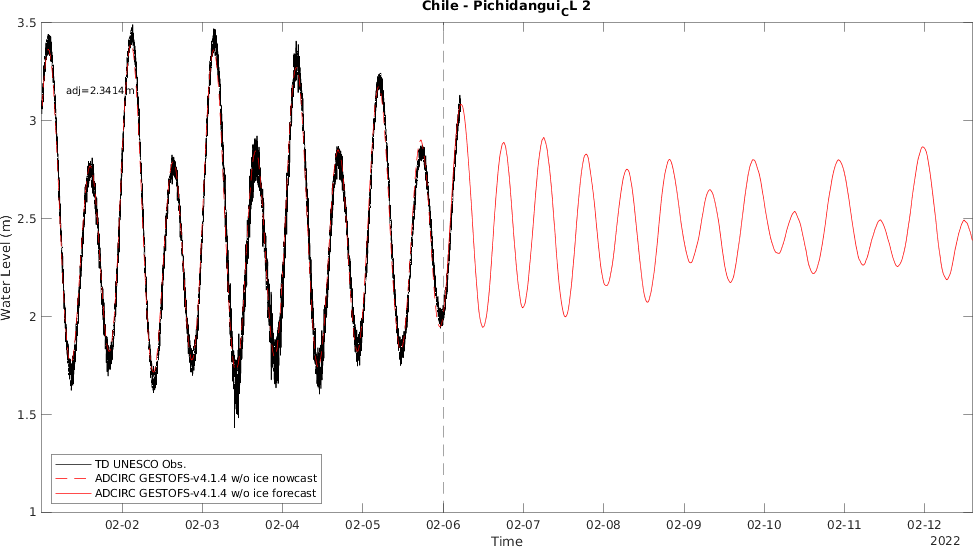 Chile - Pichidangui_CL 2
3.5
adj=2.3414m
3
2.5
Water Level (m)
2
1.5
TD UNESCO Obs.
ADCIRC GESTOFS-v4.1.4 w/o ice nowcast
ADCIRC GESTOFS-v4.1.4 w/o ice forecast
1
02-02 02-03 02-04 02-05 02-06 02-07 02-08 02-09 02-10 02-11 02-12
Time
2022